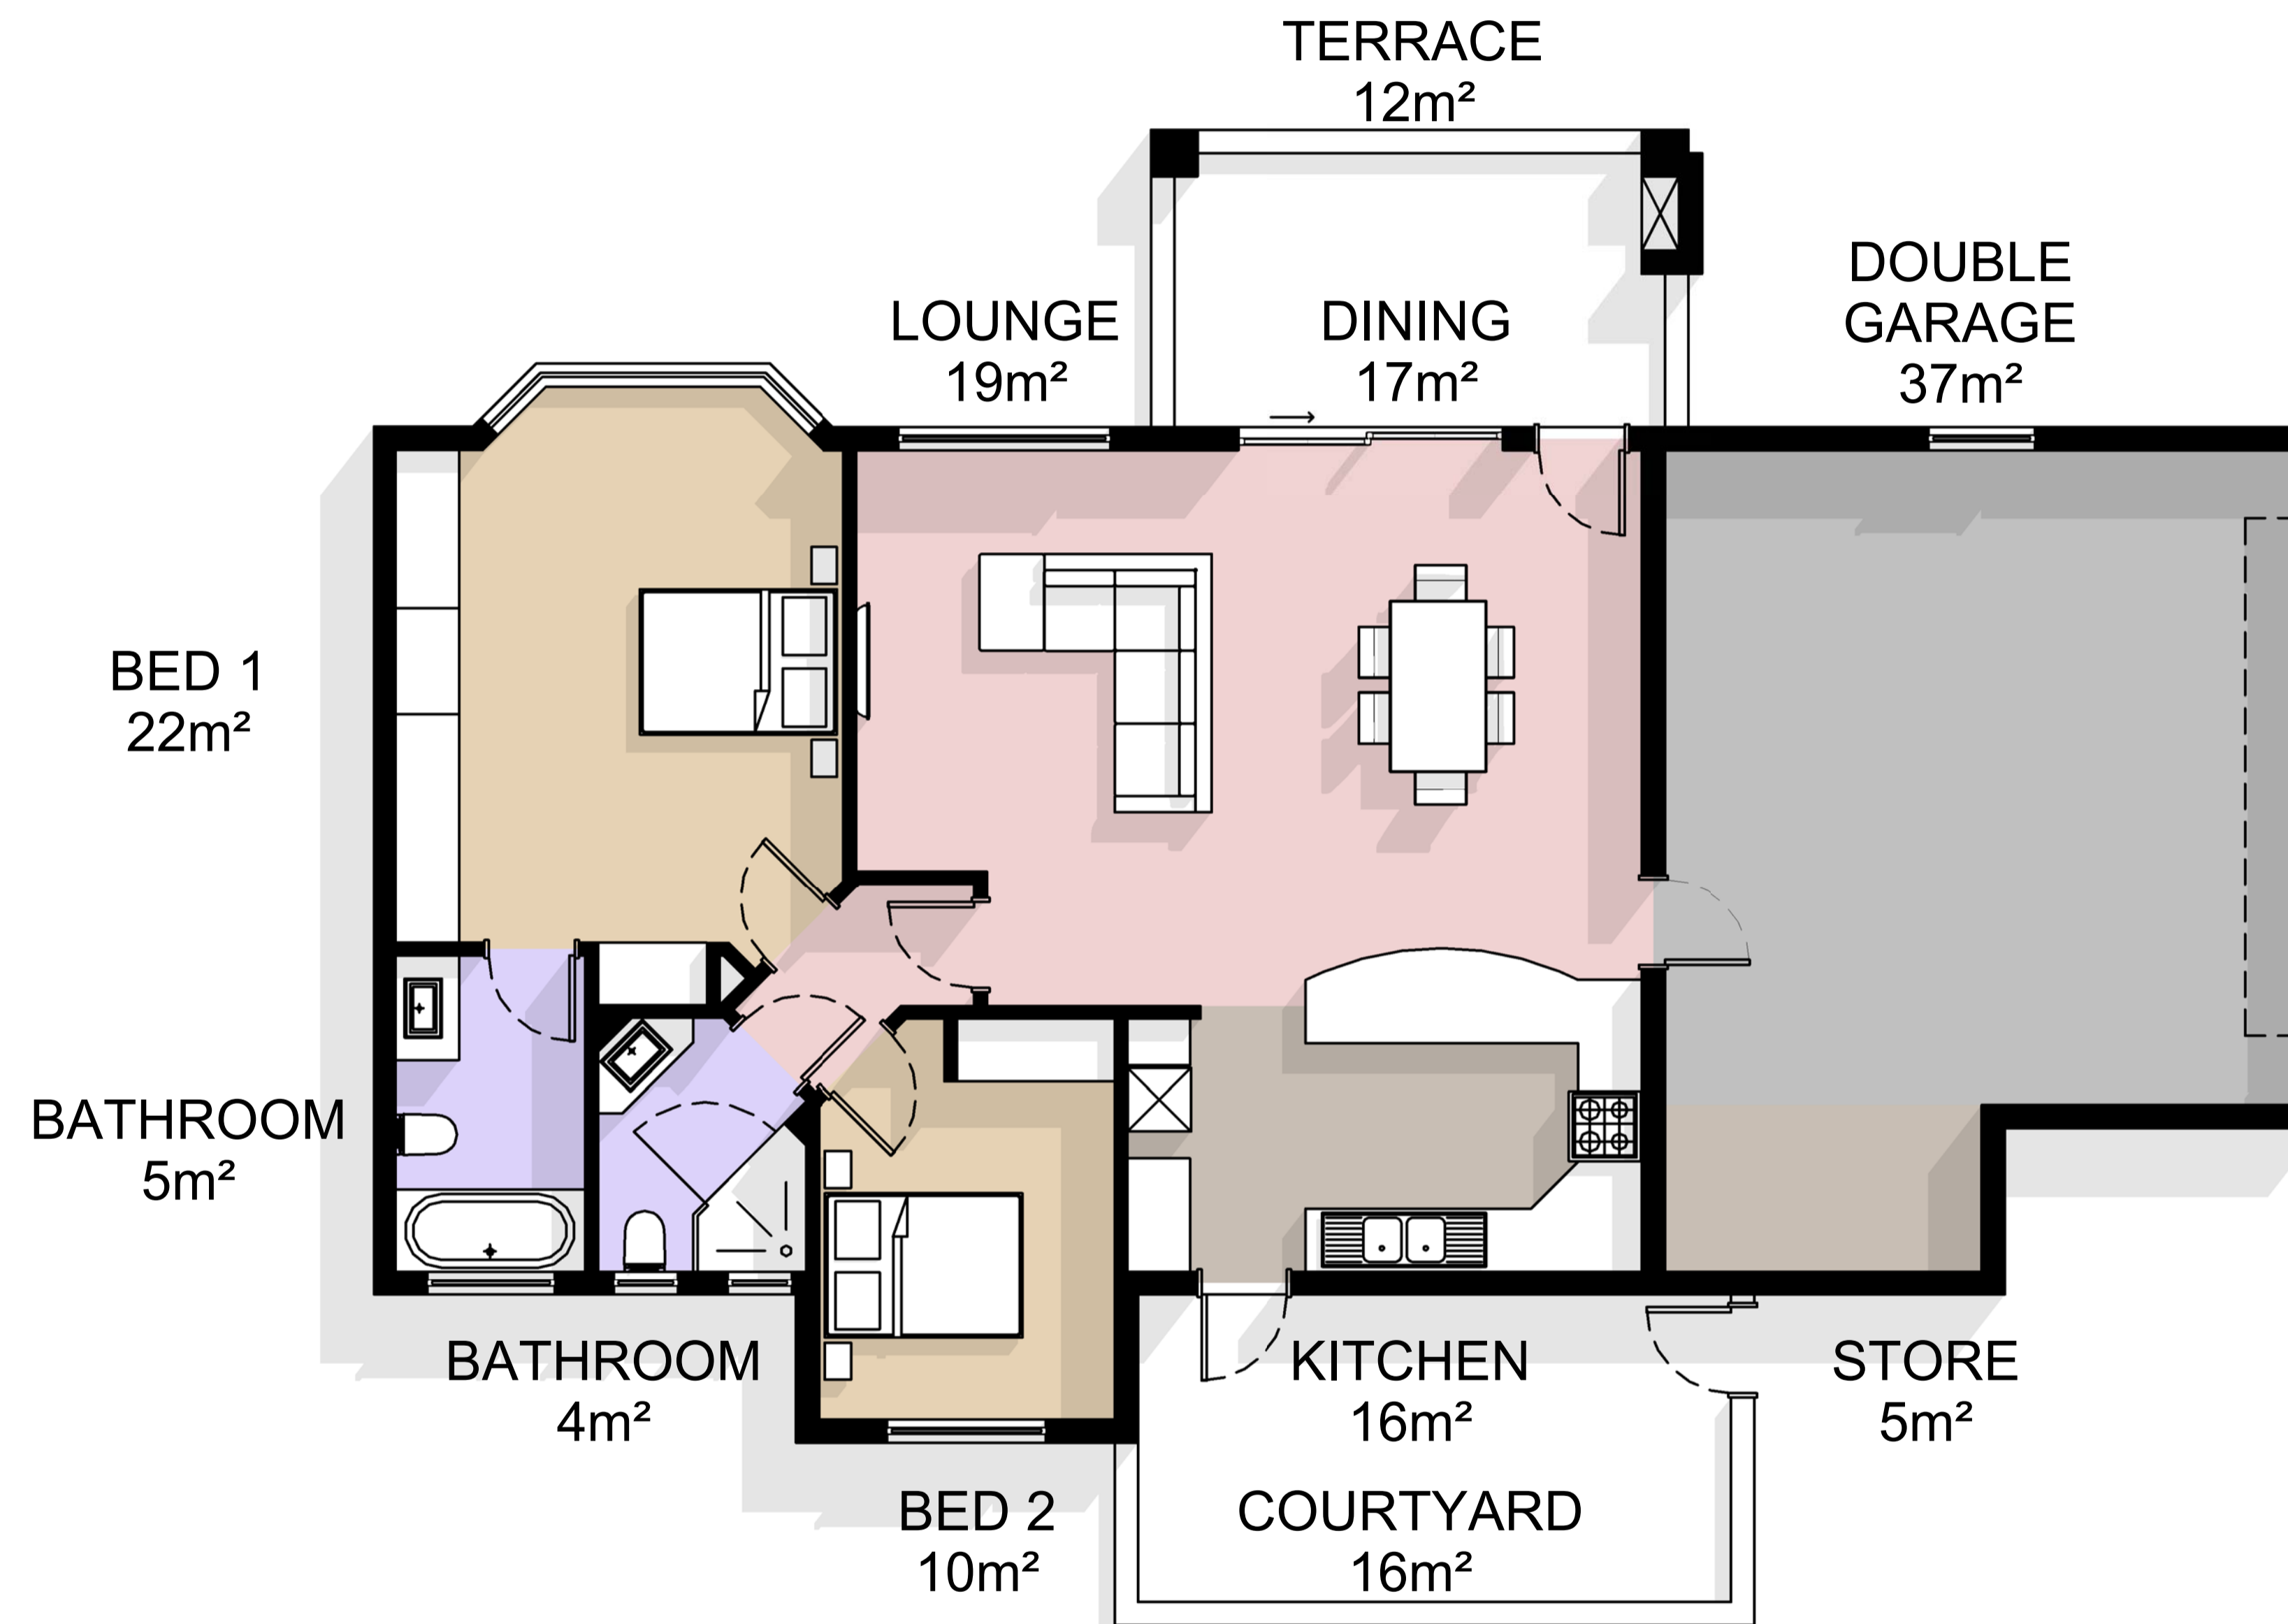 TERRACE
12m²
DOUBLE
GARAGE
37m²
LOUNGE
19m²
DINING
17m²
BED 1
22m²
BATHROOM
5m²
BATHROOM
4m²
KITCHEN
16m²
STORE
5m²
BED 2
10m²
COURTYARD
16m²